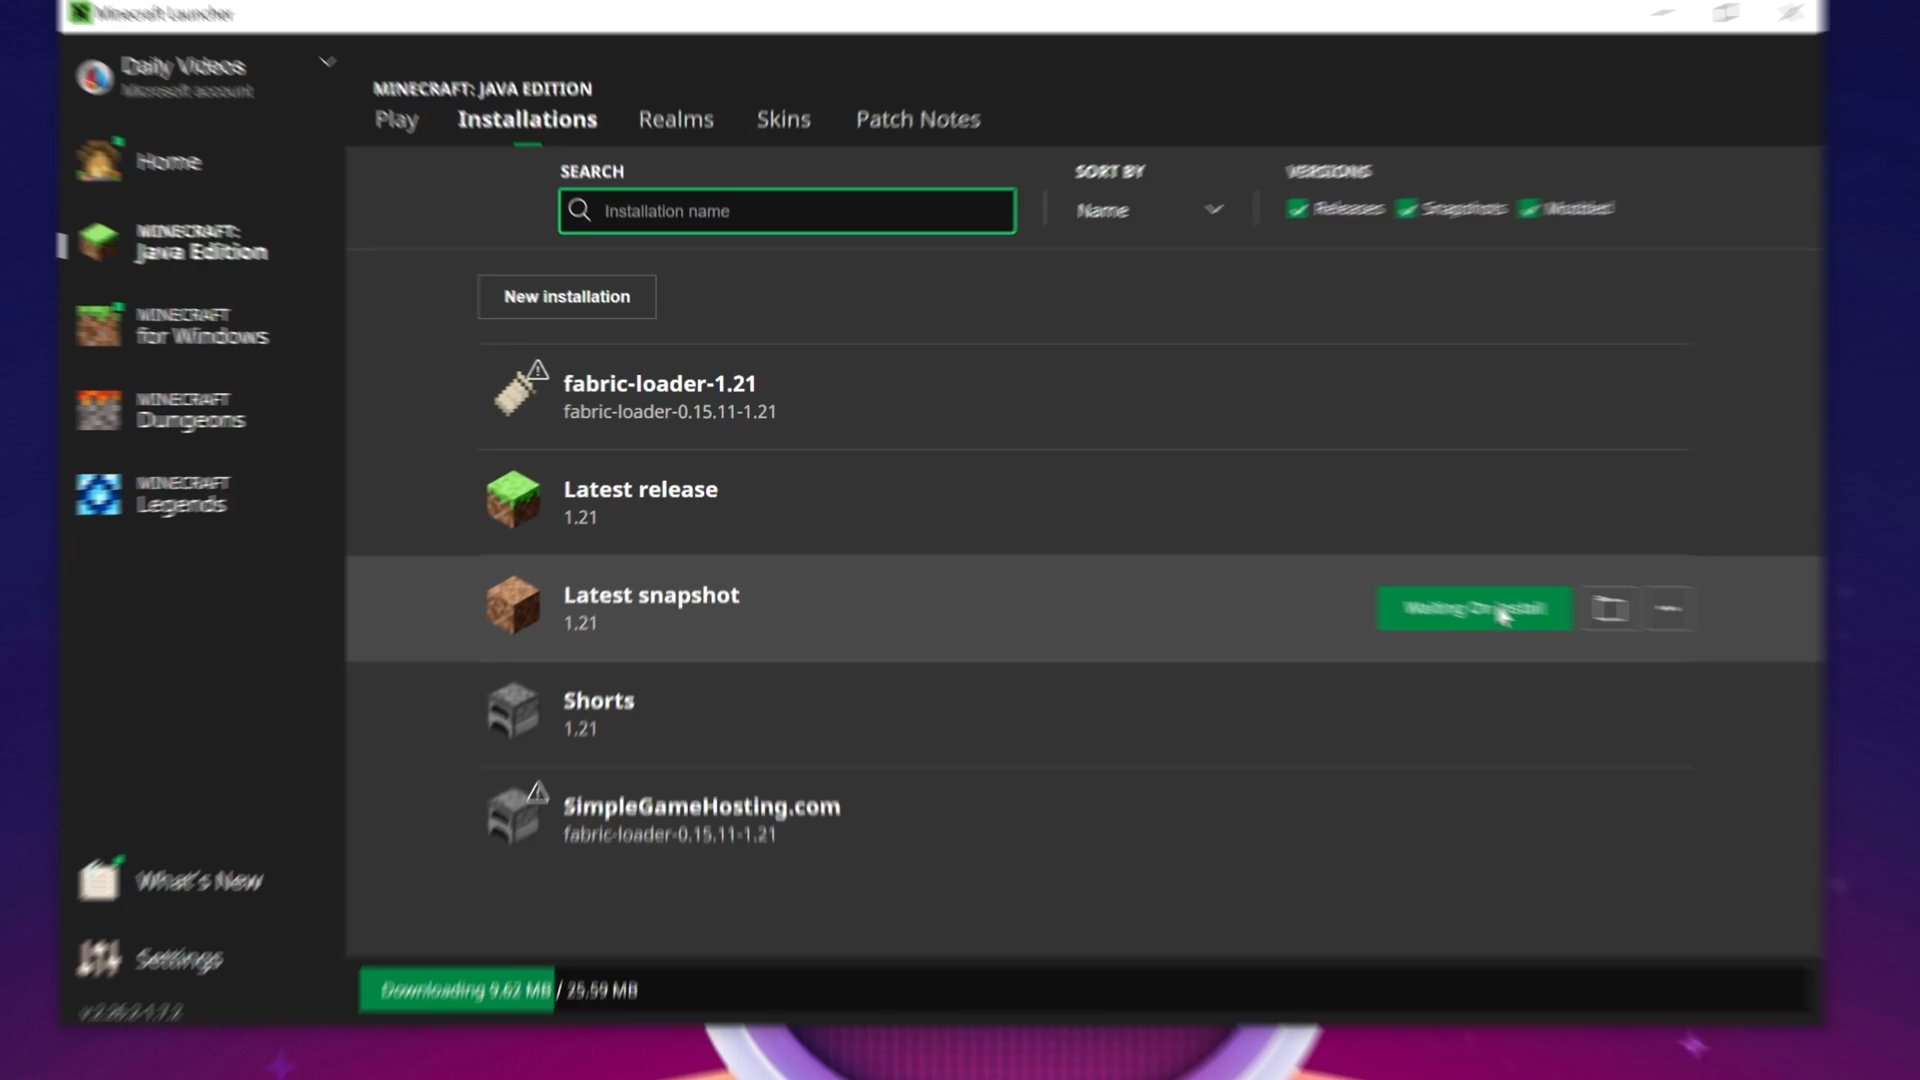 Minecraft Launcher
Daily Videos
Microsoft account
MINECRAFT: JAVA EDITION
Play
Installations
Realms
Skins
Patch Notes
Home
SEARCH
SORT BY
VERSIONS
Installation name
Name
Releases
Snapshots
Modded
MINECRAFT:
Java Edition
New installation
MINECRAFT
for Windows
fabric-loader-1.21
fabric-loader-0.15.11-1.21
MINECRAFT
Dungeons
Latest release
1.21
MINECRAFT
Legends
Latest snapshot
1.21
Waiting On Install
Shorts
1.21
SimpleGameHosting.com
fabric-loader-0.15.11-1.21
What's New
Settings
Downloading 9.62 MB / 25.59 MB